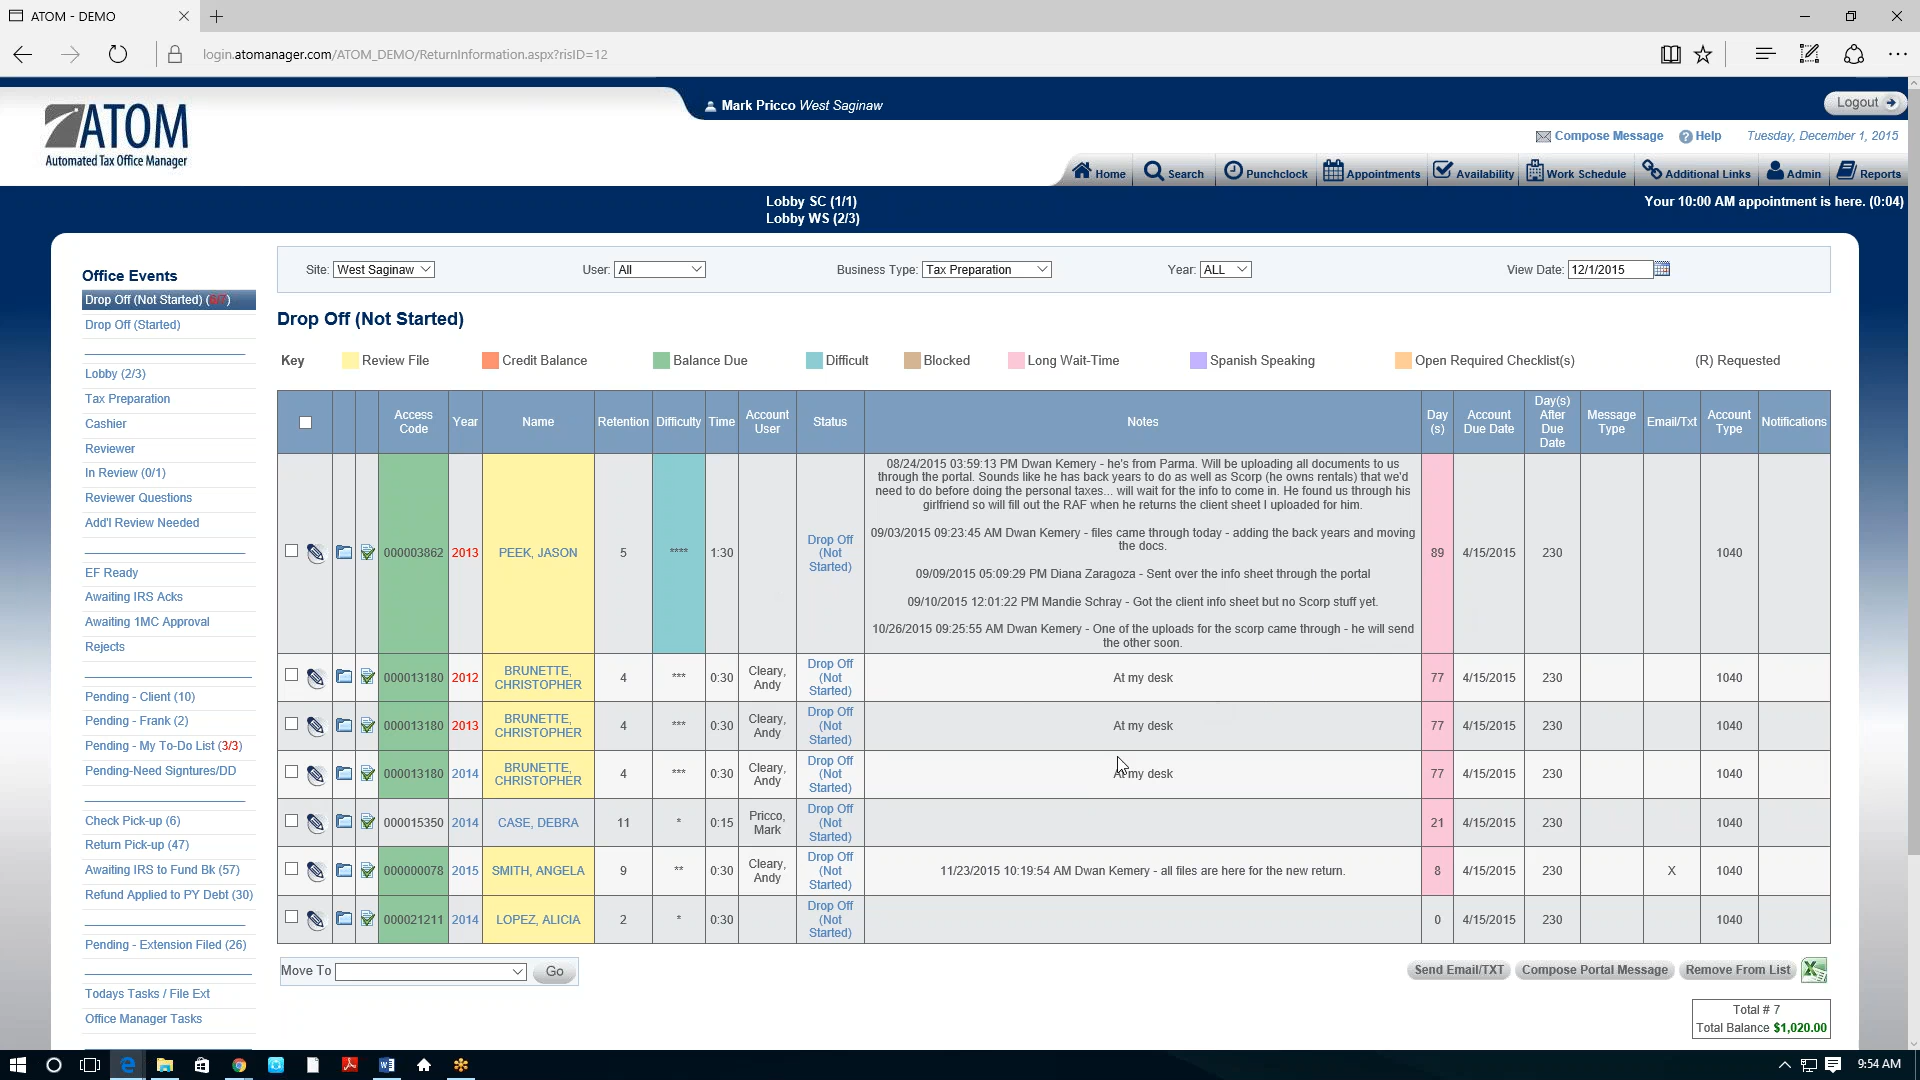 ATOM - DEMO
login.atomanager.com/ATOM_DEMO/ReturnInformation.aspx?risID=12
ATOM
Automated Tax Office Manager
Mark Pricco West Saginaw
Logout
Compose Message Help Tuesday, December 1, 2015
Home Search Punchclock Appointments Availability Work Schedule Additional Links Admin Reports
Lobby SC (1/1)
Lobby WS (2/3)
Your 10:00 AM appointment is here. (0:04)
Office Events
Drop Off (Not Started) (6/7)
Drop Off (Started)
Lobby (2/3)
Tax Preparation
Cashier
Reviewer
In Review (0/1)
Reviewer Questions
Add'l Review Needed
EF Ready
Awaiting IRS Acks
Awaiting 1MC Approval
Rejects
Pending - Client (10)
Pending - Frank (2)
Pending - My To-Do List (3/3)
Pending-Need Signtures/DD
Check Pick-up (6)
Return Pick-up (47)
Awaiting IRS to Fund Bk (57)
Refund Applied to PY Debt (30)
Pending - Extension Filed (26)
Todays Tasks / File Ext
Office Manager Tasks
Site: West Saginaw User: All Business Type: Tax Preparation Year: ALL View Date: 12/1/2015
Drop Off (Not Started)
Key Review File Credit Balance Balance Due Difficult Blocked Long Wait-Time Spanish Speaking Open Required Checklist(s) (R) Requested
Access Code Year Name Retention Difficulty Time Account User Status Notes Day (s) Account Due Date Day(s) After Due Date Message Type Email/Txt Account Type Notifications
000003862 2013 PEEK, JASON 5 **** 1:30 Drop Off (Not Started)
08/24/2015 03:59:13 PM Dwan Kemery - he's from Parma. Will be uploading all documents to us
through the portal. Sounds like he has back years to do as well as Scorp (he owns rentals) that we'd
need to do before doing the personal taxes... will wait for the info to come in. He found us through his
girlfriend so will fill out the RAF when he returns the client sheet I uploaded for him.
09/03/2015 09:23:45 AM Dwan Kemery - files came through today - adding the back years and moving
the docs.
09/09/2015 05:09:29 PM Diana Zaragoza - Sent over the info sheet through the portal
09/10/2015 12:01:22 PM Mandie Schray - Got the client info sheet but no Scorp stuff yet.
10/26/2015 09:25:55 AM Dwan Kemery - One of the uploads for the scorp came through - he will send
the other soon.
89 4/15/2015 230 1040
000013180 2012 BRUNETTE, CHRISTOPHER 4 *** 0:30 Cleary, Andy Drop Off (Not Started) At my desk 77 4/15/2015 230 1040
000013180 2013 BRUNETTE, CHRISTOPHER 4 *** 0:30 Cleary, Andy Drop Off (Not Started) At my desk 77 4/15/2015 230 1040
000013180 2014 BRUNETTE, CHRISTOPHER 4 *** 0:30 Cleary, Andy Drop Off (Not Started) At my desk 77 4/15/2015 230 1040
000015350 2014 CASE, DEBRA 11 * 0:15 Pricco, Mark Drop Off (Not Started) 21 4/15/2015 230 1040
000000078 2015 SMITH, ANGELA 9 ** 0:30 Cleary, Andy Drop Off (Not Started) 11/23/2015 10:19:54 AM Dwan Kemery - all files are here for the new return. 8 4/15/2015 230 X 1040
000021211 2014 LOPEZ, ALICIA 2 * 0:30 Drop Off (Not Started) 0 4/15/2015 230 1040
Move To Go
Send Email/TXT Compose Portal Message Remove From List
Total # 7
Total Balance $1,020.00
9:54 AM